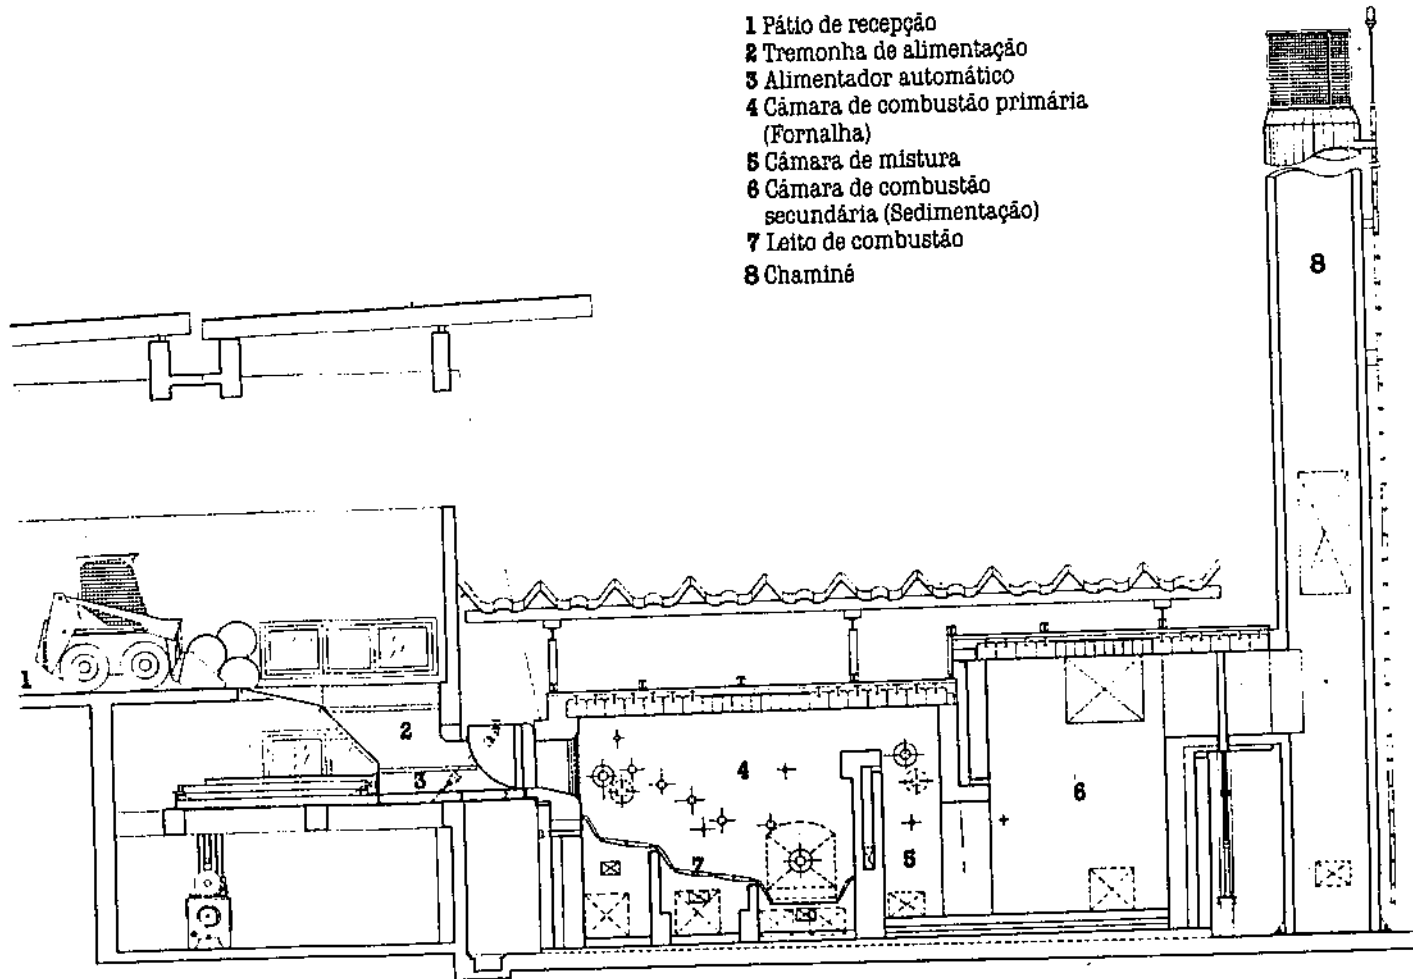 1 Pátio de recepção
2 Tremonha de alimentação
3 Alimentador automático
4 Câmara de combustão primária
(Fornalha)
5 Câmara de mistura
6 Câmara de combustão
secundária (Sedimentação)
7 Leito de combustão
8 Chaminé
8
1
2
3
4
6
5
7